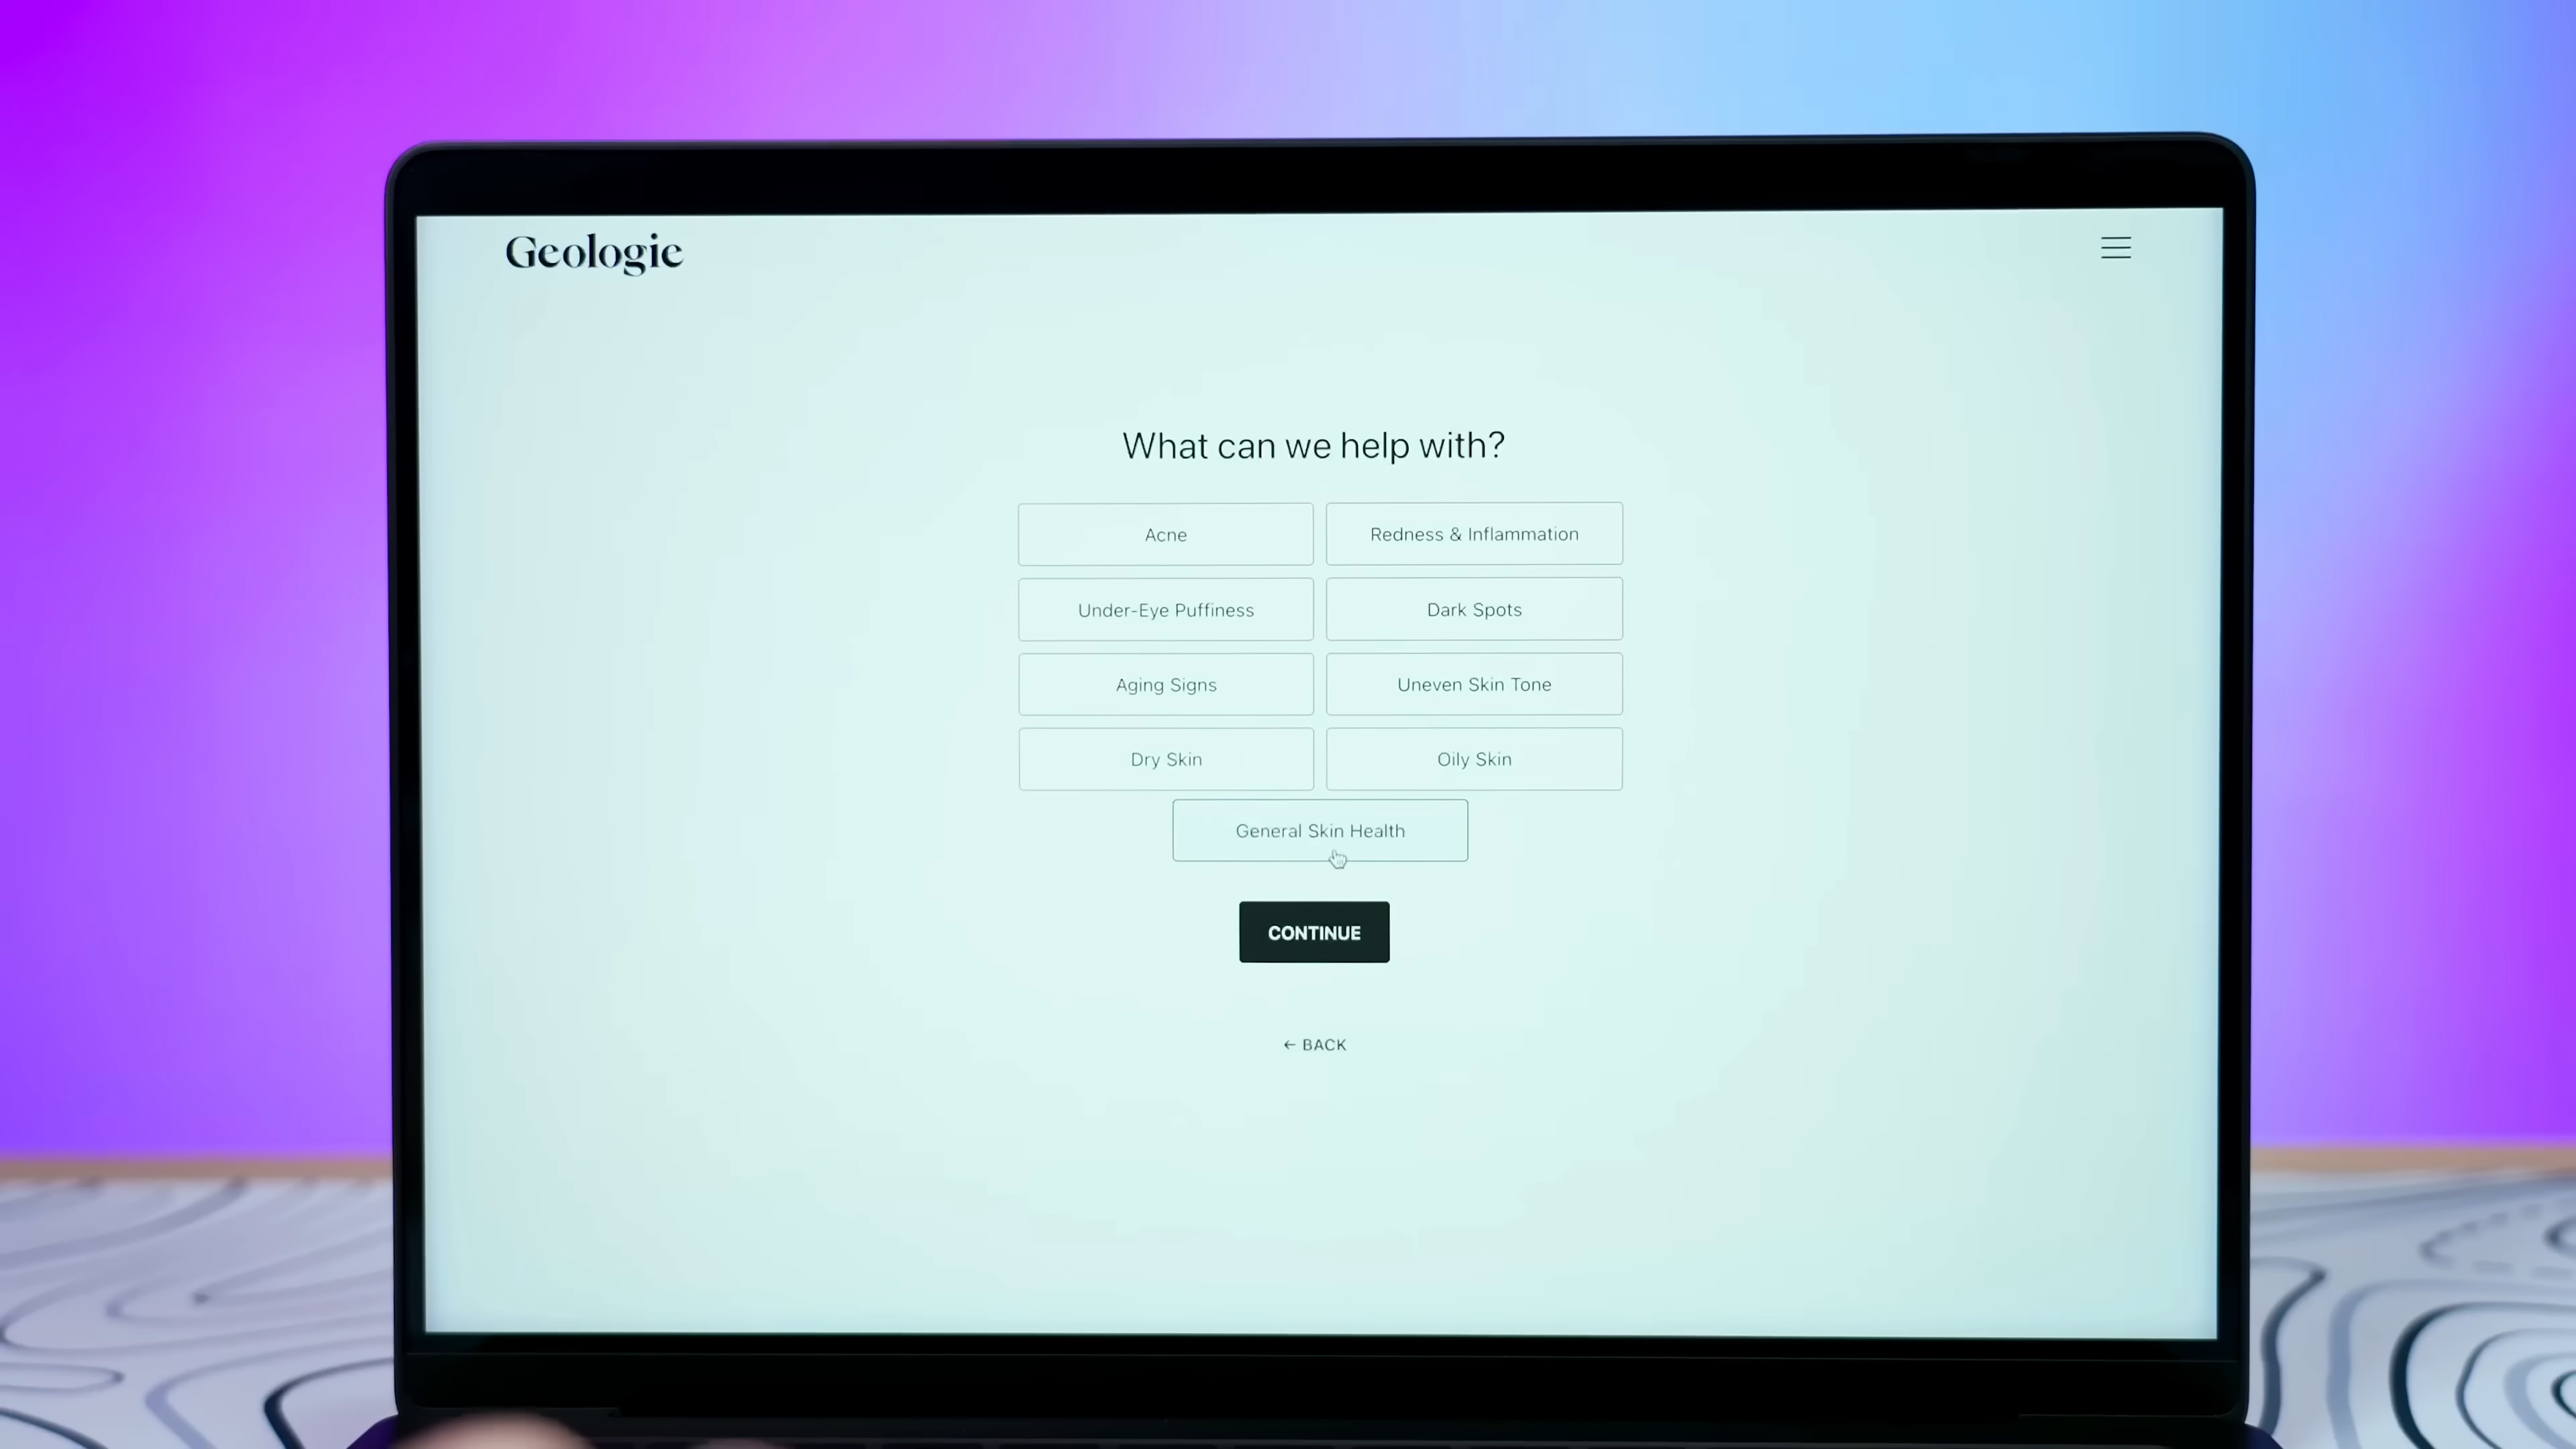 Geologie
What can we help with?
Acne
Redness & Inflammation
Under-Eye Puffiness
Dark Spots
Aging Signs
Uneven Skin Tone
Dry Skin
Oily Skin
General Skin Health
CONTINUE
← BACK